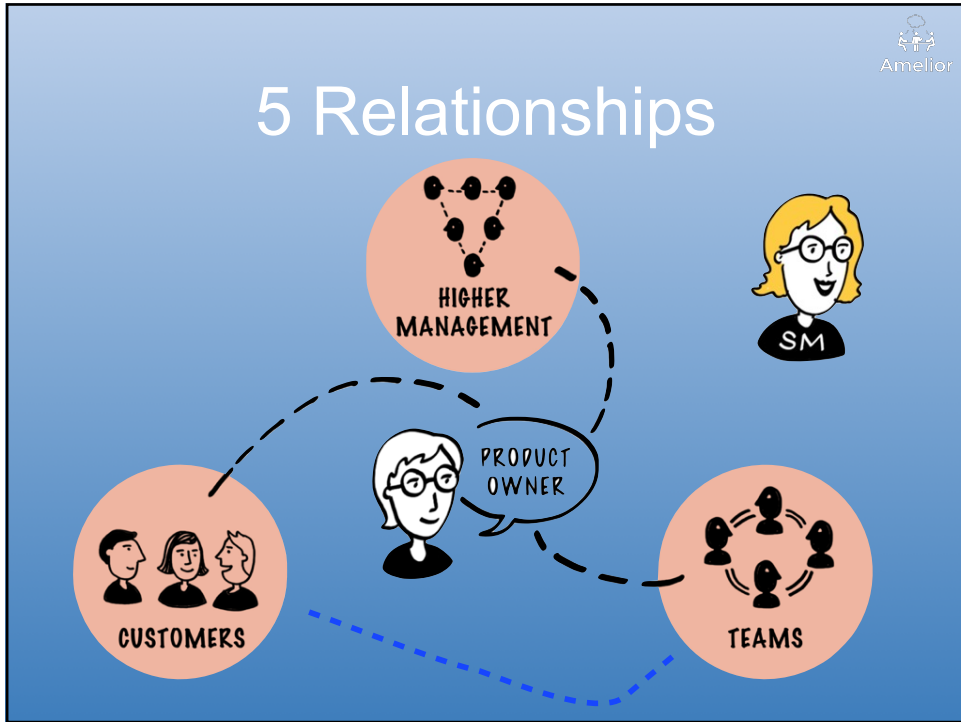 Amelior
5 Relationships
HIGHER
MANAGEMENT
SM
PRODUCT
OWNER
CUSTOMERS
TEAMS